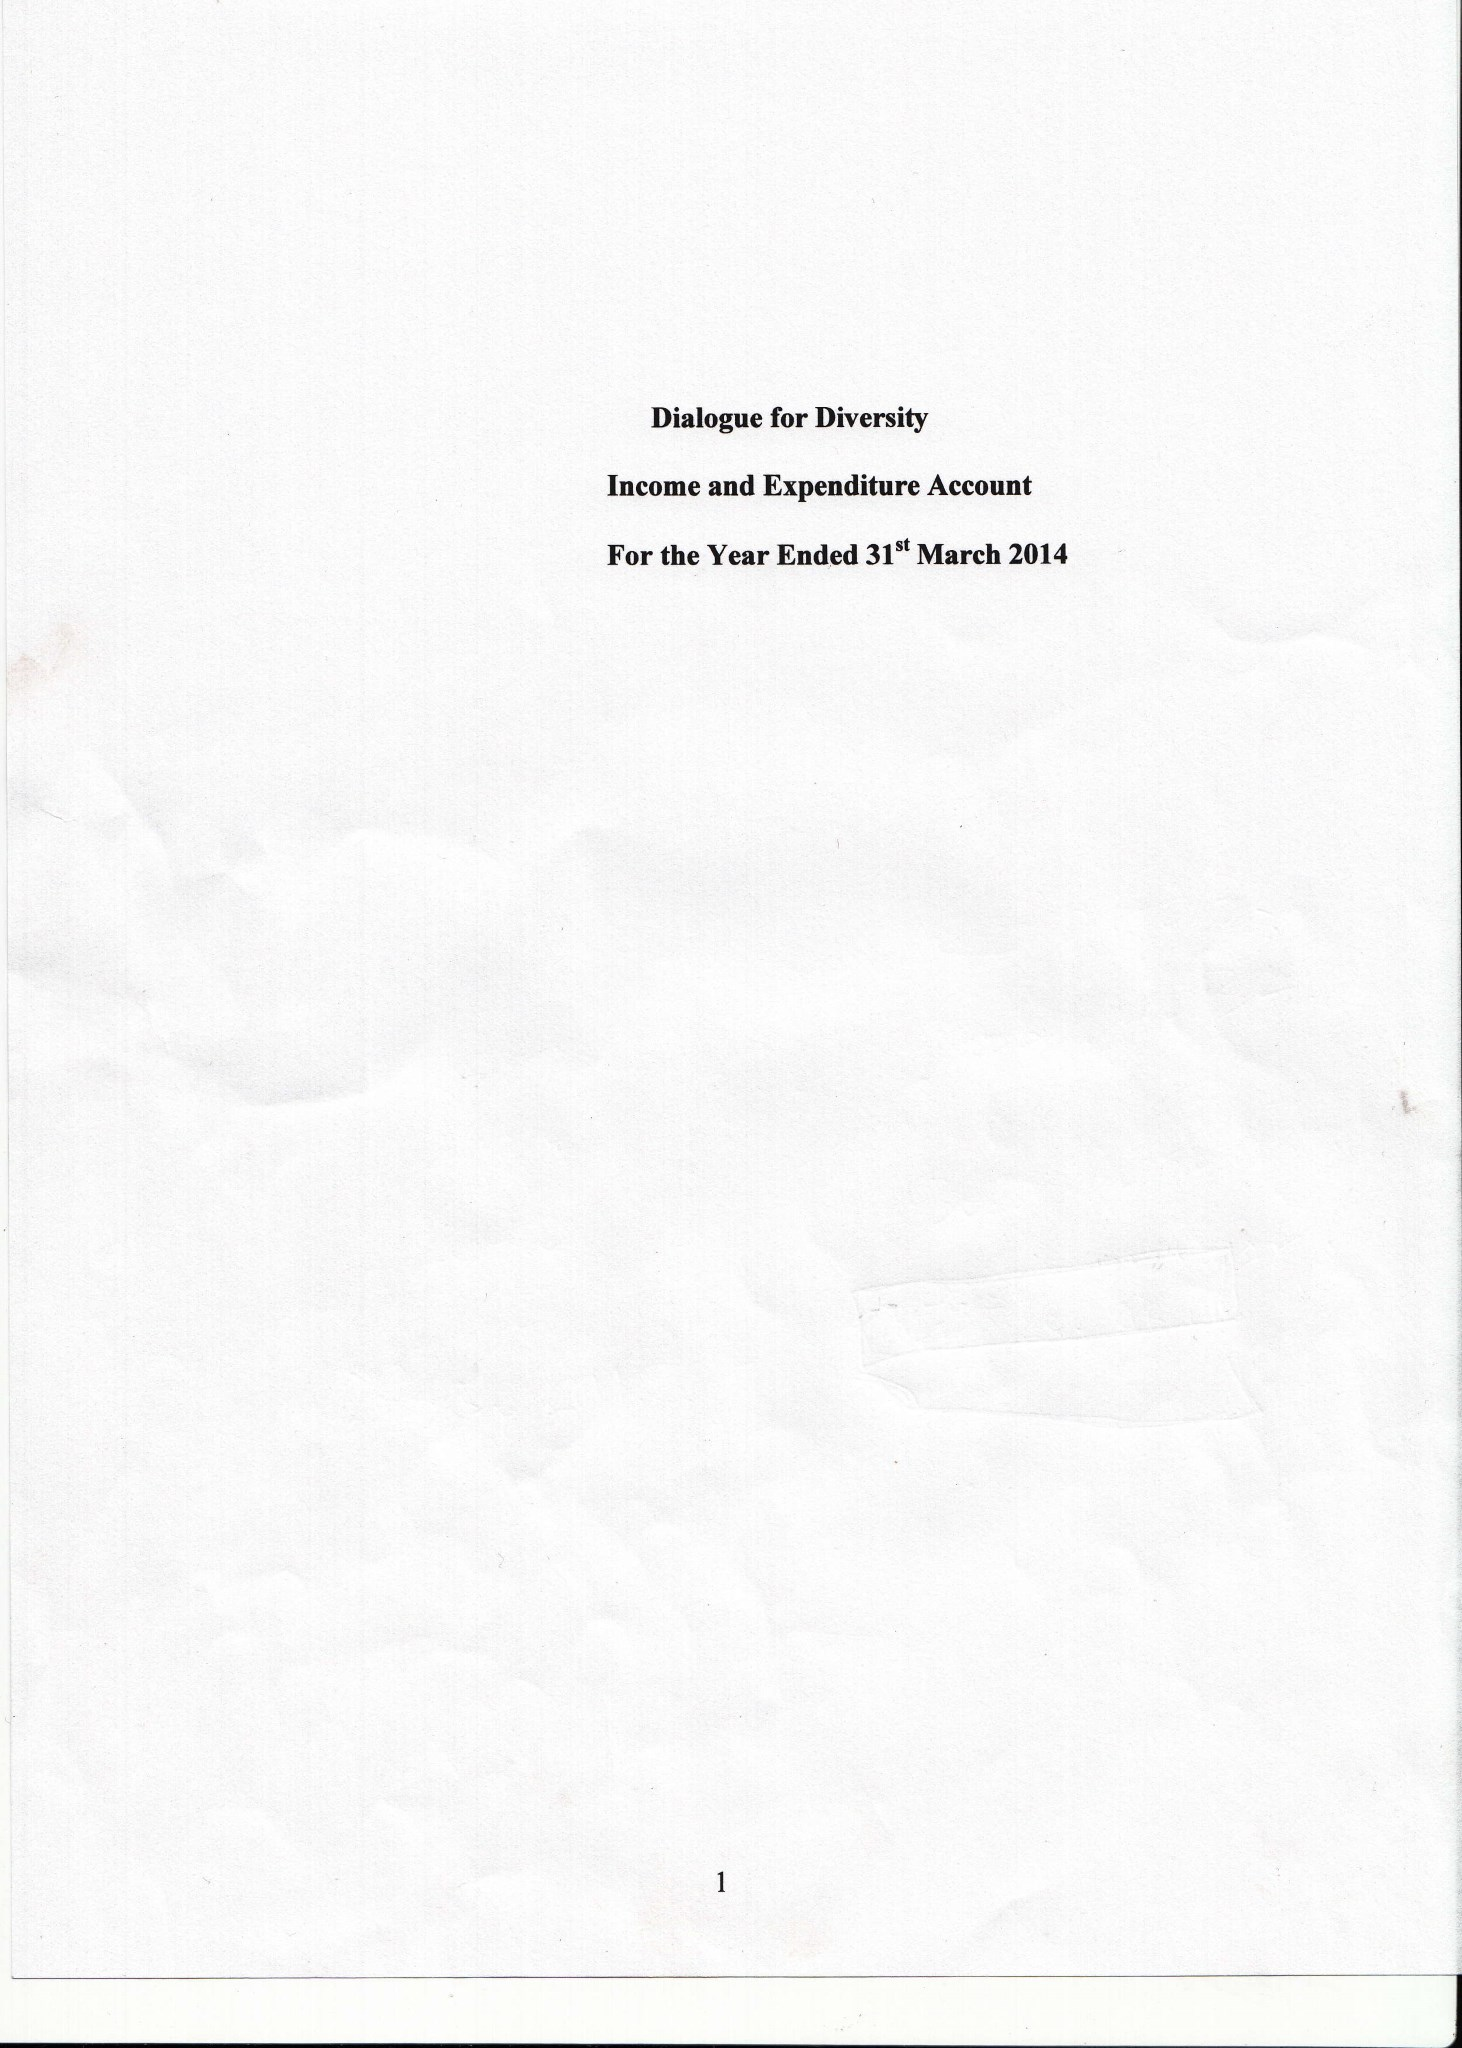 Dialogue for Diversity
Income and Expenditure Account
For the Year Ended 31st March 2014
1